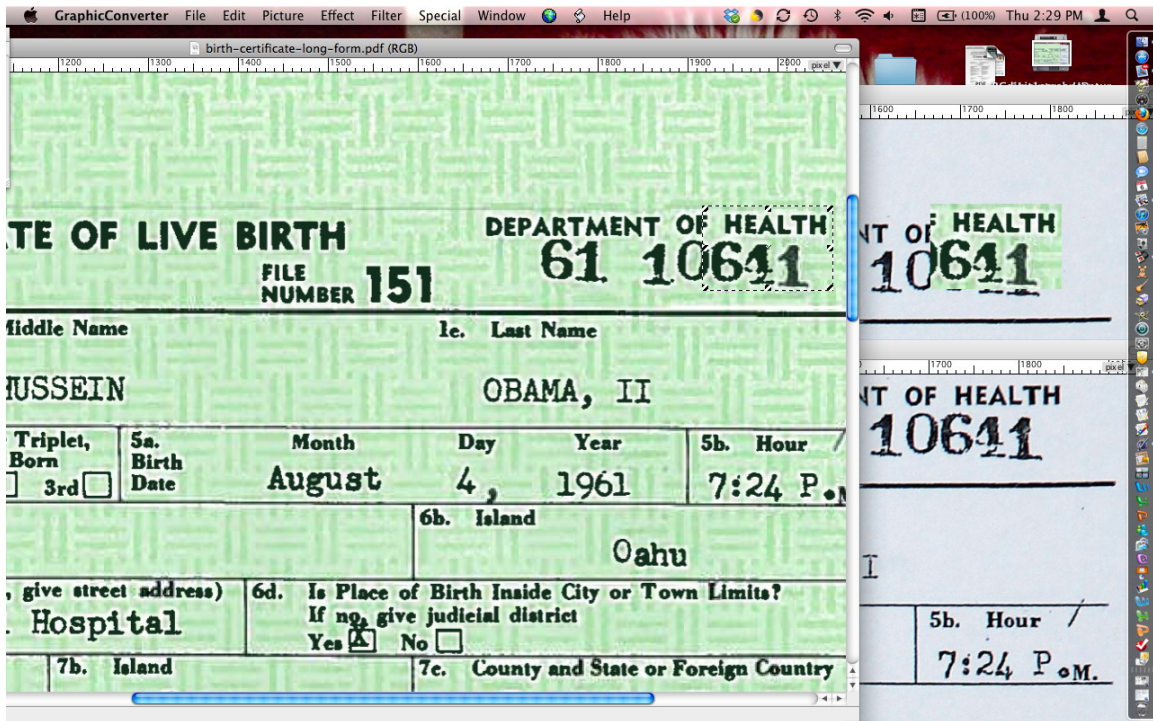 GraphicConverter File Edit Picture Effect Filter Special Window Help (100%) Thu 2:29 PM
birth-certificate-long-form.pdf (RGB)
1200 1300 1400 1500 1600 1700 1800 1900 2000 pixel
TE OF LIVE BIRTH
DEPARTMENT OF HEALTH
61 10641
FILE
NUMBER 151
Middle Name 1c. Last Name
HUSSEIN OBAMA, II
Triplet, 5a. Month Day Year 5b. Hour
Born Birth
3rd Date August 4, 1961 7:24 P.M
6b. Island
Oahu
, give street address) 6d. Is Place of Birth Inside City or Town Limits?
If no, give judicial district
Hospital
Yes X No
7b. Island 7c. County and State or Foreign Country
1600 1700 1800
NT OF HEALTH
10641
1700 1800 pixel
NT OF HEALTH
10641
I
5b. Hour
7:24 P.M.